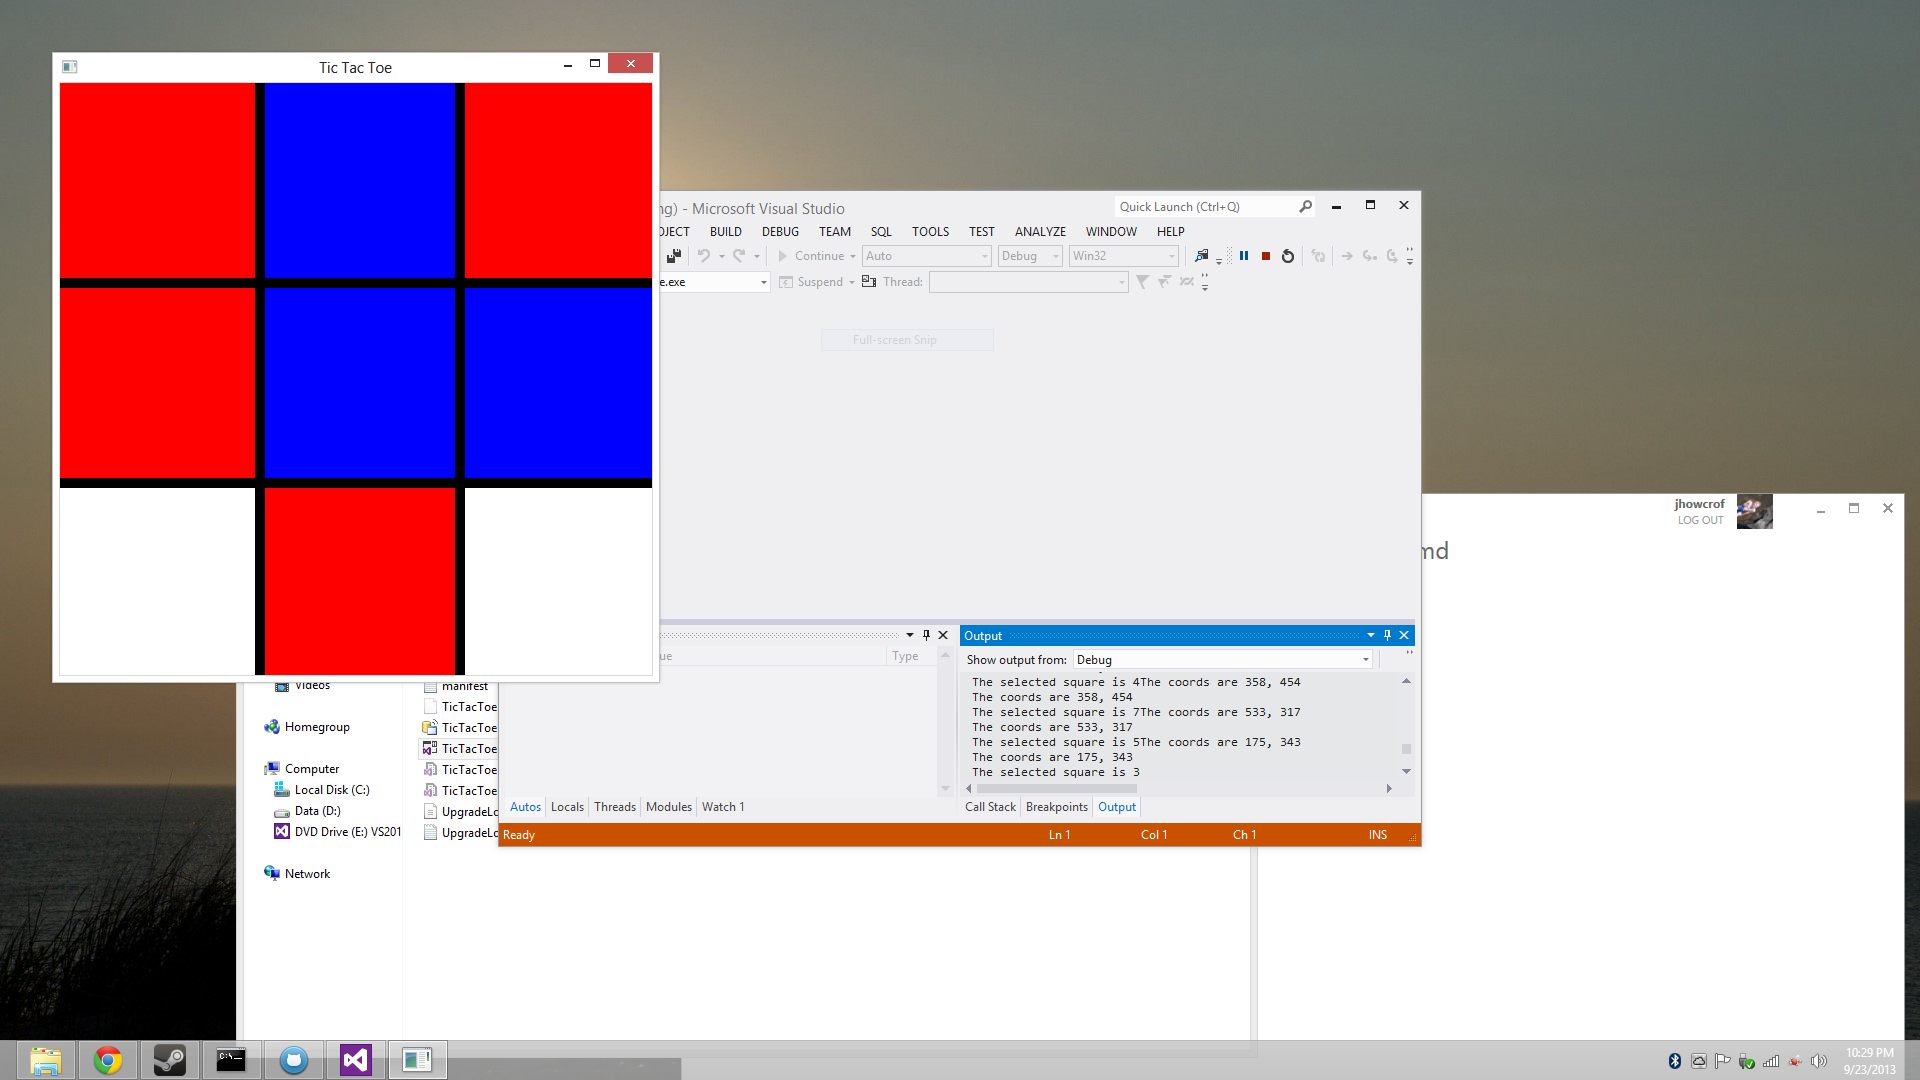 Tic Tac Toe
ng) - Microsoft Visual Studio
Quick Launch (Ctrl+Q)
OJECT BUILD DEBUG TEAM SQL TOOLS TEST ANALYZE WINDOW HELP
Continue Auto Debug Win32
e.exe Suspend Thread:
Full-screen Snip
jhowcrof
LOG OUT
md
ue Type
Output
Show output from: Debug
The selected square is 4The coords are 358, 454
The coords are 358, 454
The selected square is 7The coords are 533, 317
The coords are 533, 317
The selected square is 5The coords are 175, 343
The coords are 175, 343
The selected square is 3
Autos Locals Threads Modules Watch 1
Call Stack Breakpoints Output
Ready Ln 1 Col 1 Ch 1 INS
Videos
Homegroup
Computer
Local Disk (C:)
Data (D:)
DVD Drive (E:) VS201
Network
manifest
TicTacToe
TicTacToe
TicTacToe
TicTacToe
TicTacToe
UpgradeLo
UpgradeLo
C:\_
10:29 PM
9/23/2013